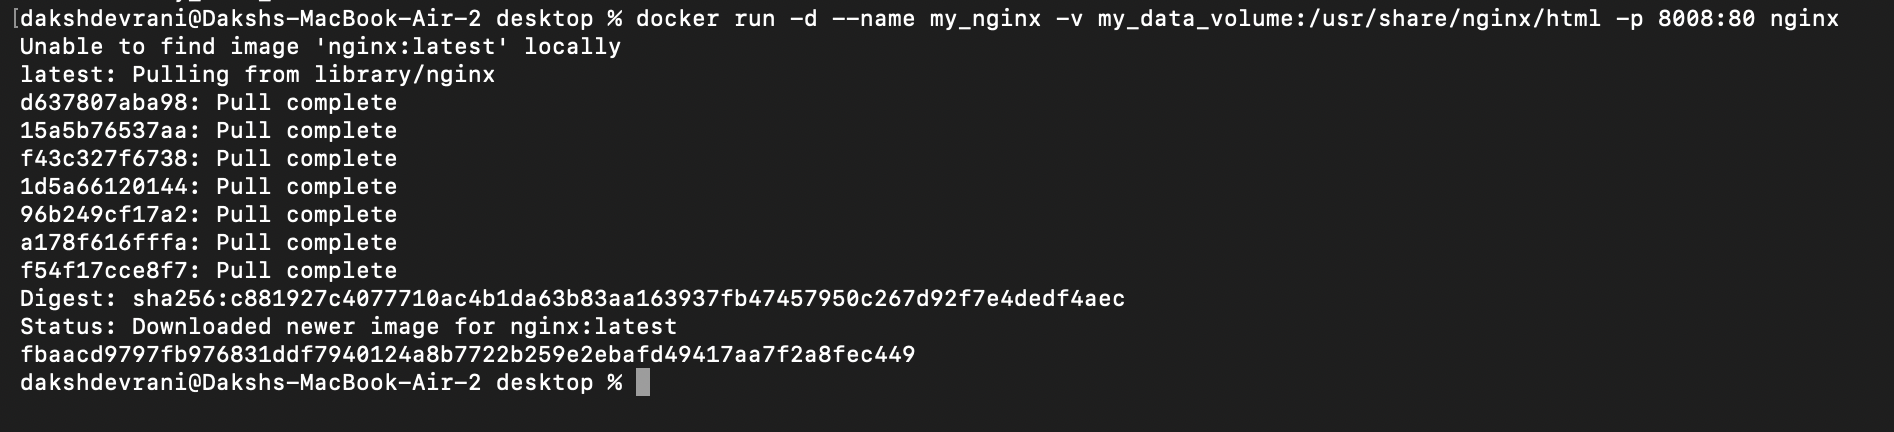 [dakshdevrani@Dakshs-MacBook-Air-2 desktop % docker run -d --name my_nginx -v my_data_volume:/usr/share/nginx/html -p 8008:80 nginx
Unable to find image 'nginx:latest' locally
latest: Pulling from library/nginx
d637807aba98: Pull complete
15a5b76537aa: Pull complete
f43c327f6738: Pull complete
1d5a66120144: Pull complete
96b249cf17a2: Pull complete
a178f616fffa: Pull complete
f54f17cce8f7: Pull complete
Digest: sha256:c881927c4077710ac4b1da63b83aa163937fb47457950c267d92f7e4dedf4aec
Status: Downloaded newer image for nginx:latest
fbaacd9797fb976831ddf7940124a8b7722b259e2ebafd49417aa7f2a8fec449
dakshdevrani@Dakshs-MacBook-Air-2 desktop %